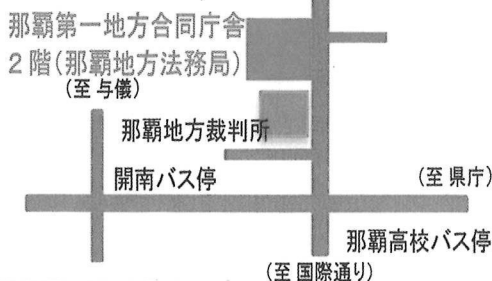 那覇第一地方合同庁舎
2階(那覇地方法務局)
(至 与儀)
那覇地方裁判所
開南バス停
(至 県庁)
那覇高校バス停
(至 国際通り)